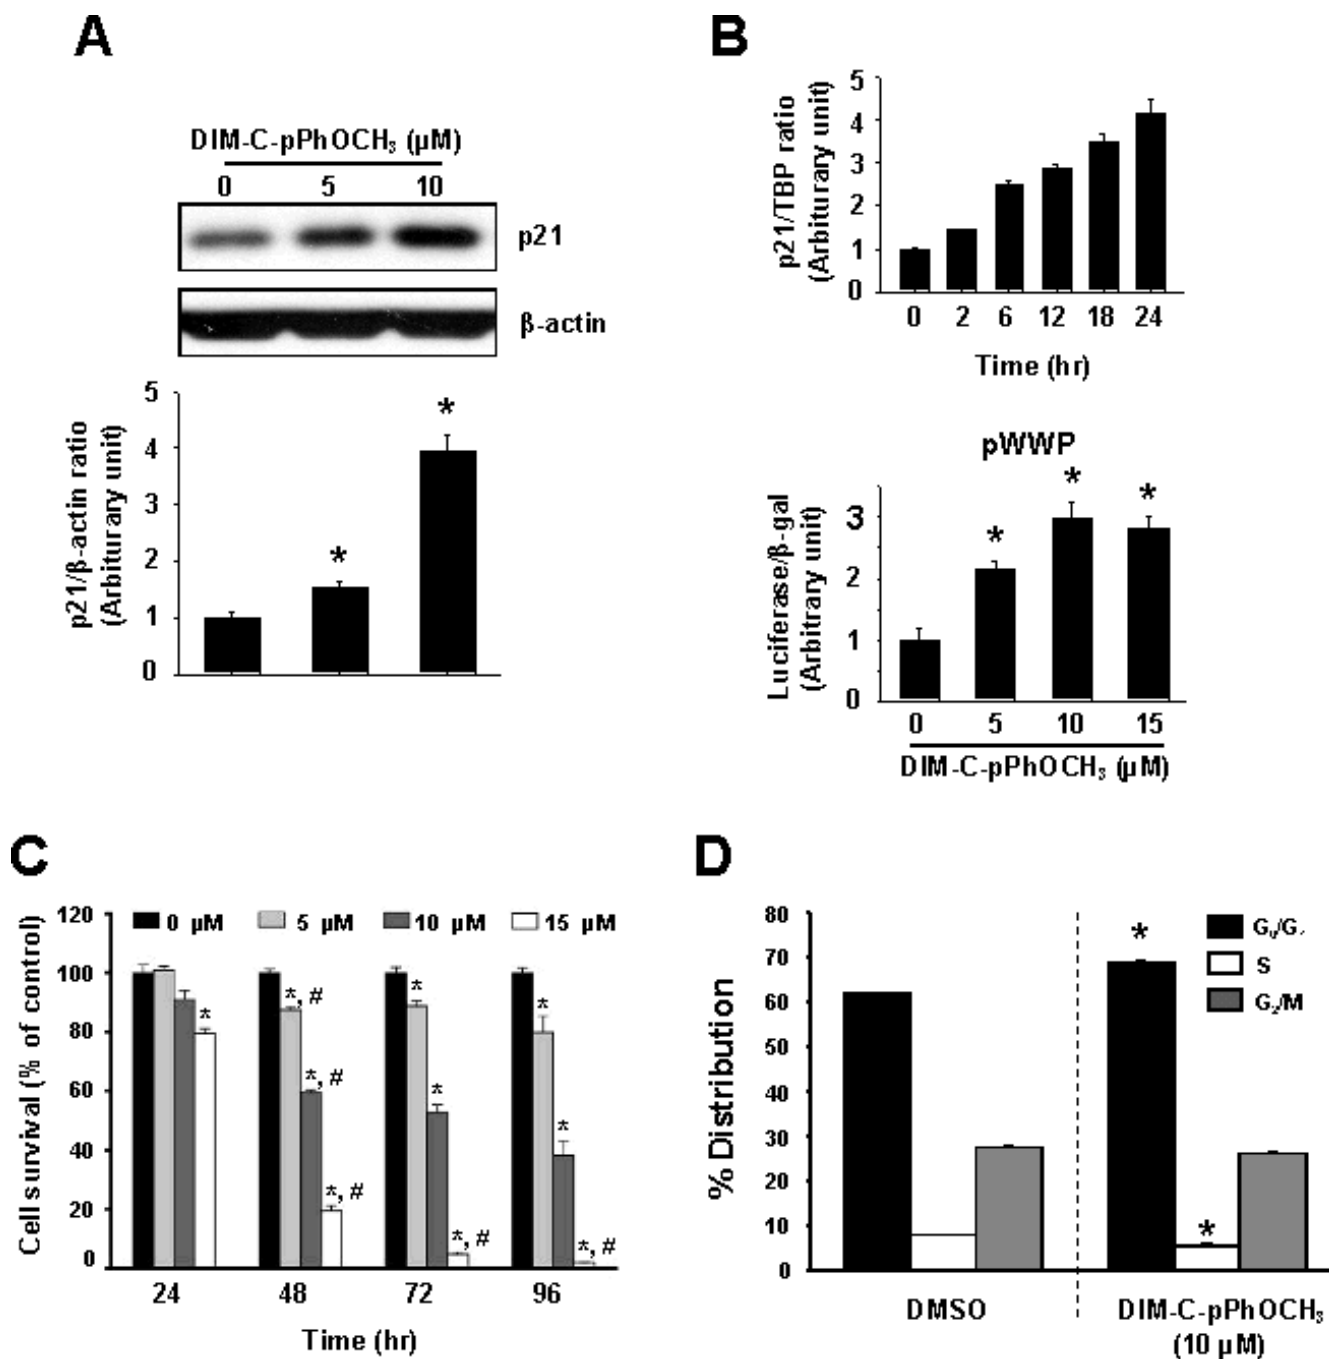 A
DIM-C-pPhOCH₃ (μM)
0 5 10
p21
β-actin
p21/β-actin ratio
(Arbiturary unit)
5
4
3
2
1
0
*
*
B
p21/TBP ratio
(Arbiturary unit)
5
4
3
2
1
0
0 2 6 12 18 24
Time (hr)
pWWP
Luciferase/β-gal
(Arbitrary unit)
3
2
1
0
* * *
0 5 10 15
DIM-C-pPhOCH₃ (μM)
C
Cell survival (% of control)
120
100
80
60
40
20
0
0 μM 5 μM 10 μM 15 μM
*
*, #
*, #
*, #
*
*
*, #
*
*
*, #
24 48 72 96
Time (hr)
D
% Distribution
80
70
60
50
40
30
20
10
0
*
*
S
G₂/M
DMSO
DIM-C-pPhOCH₃
(10 μM)